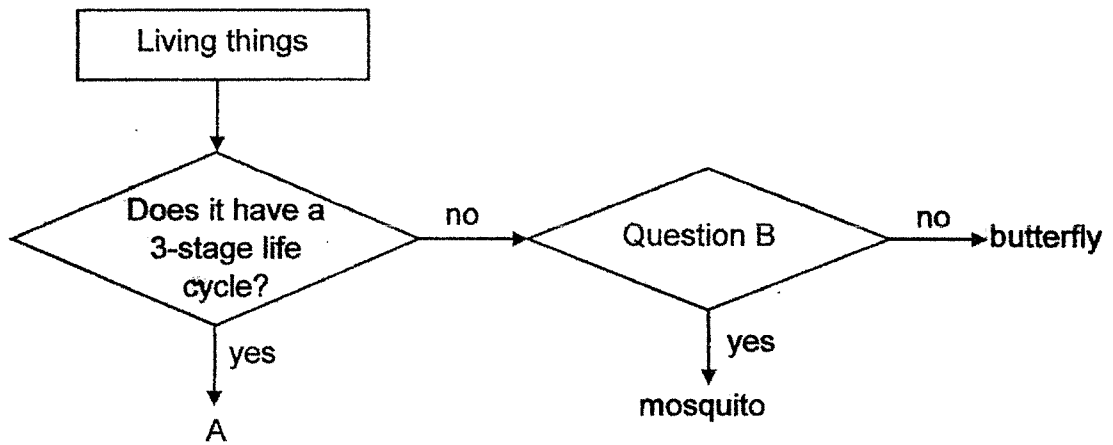 Living things
Does it have a
3-stage life
cycle?
no
Question B
no
butterfly
yes
yes
mosquito
A